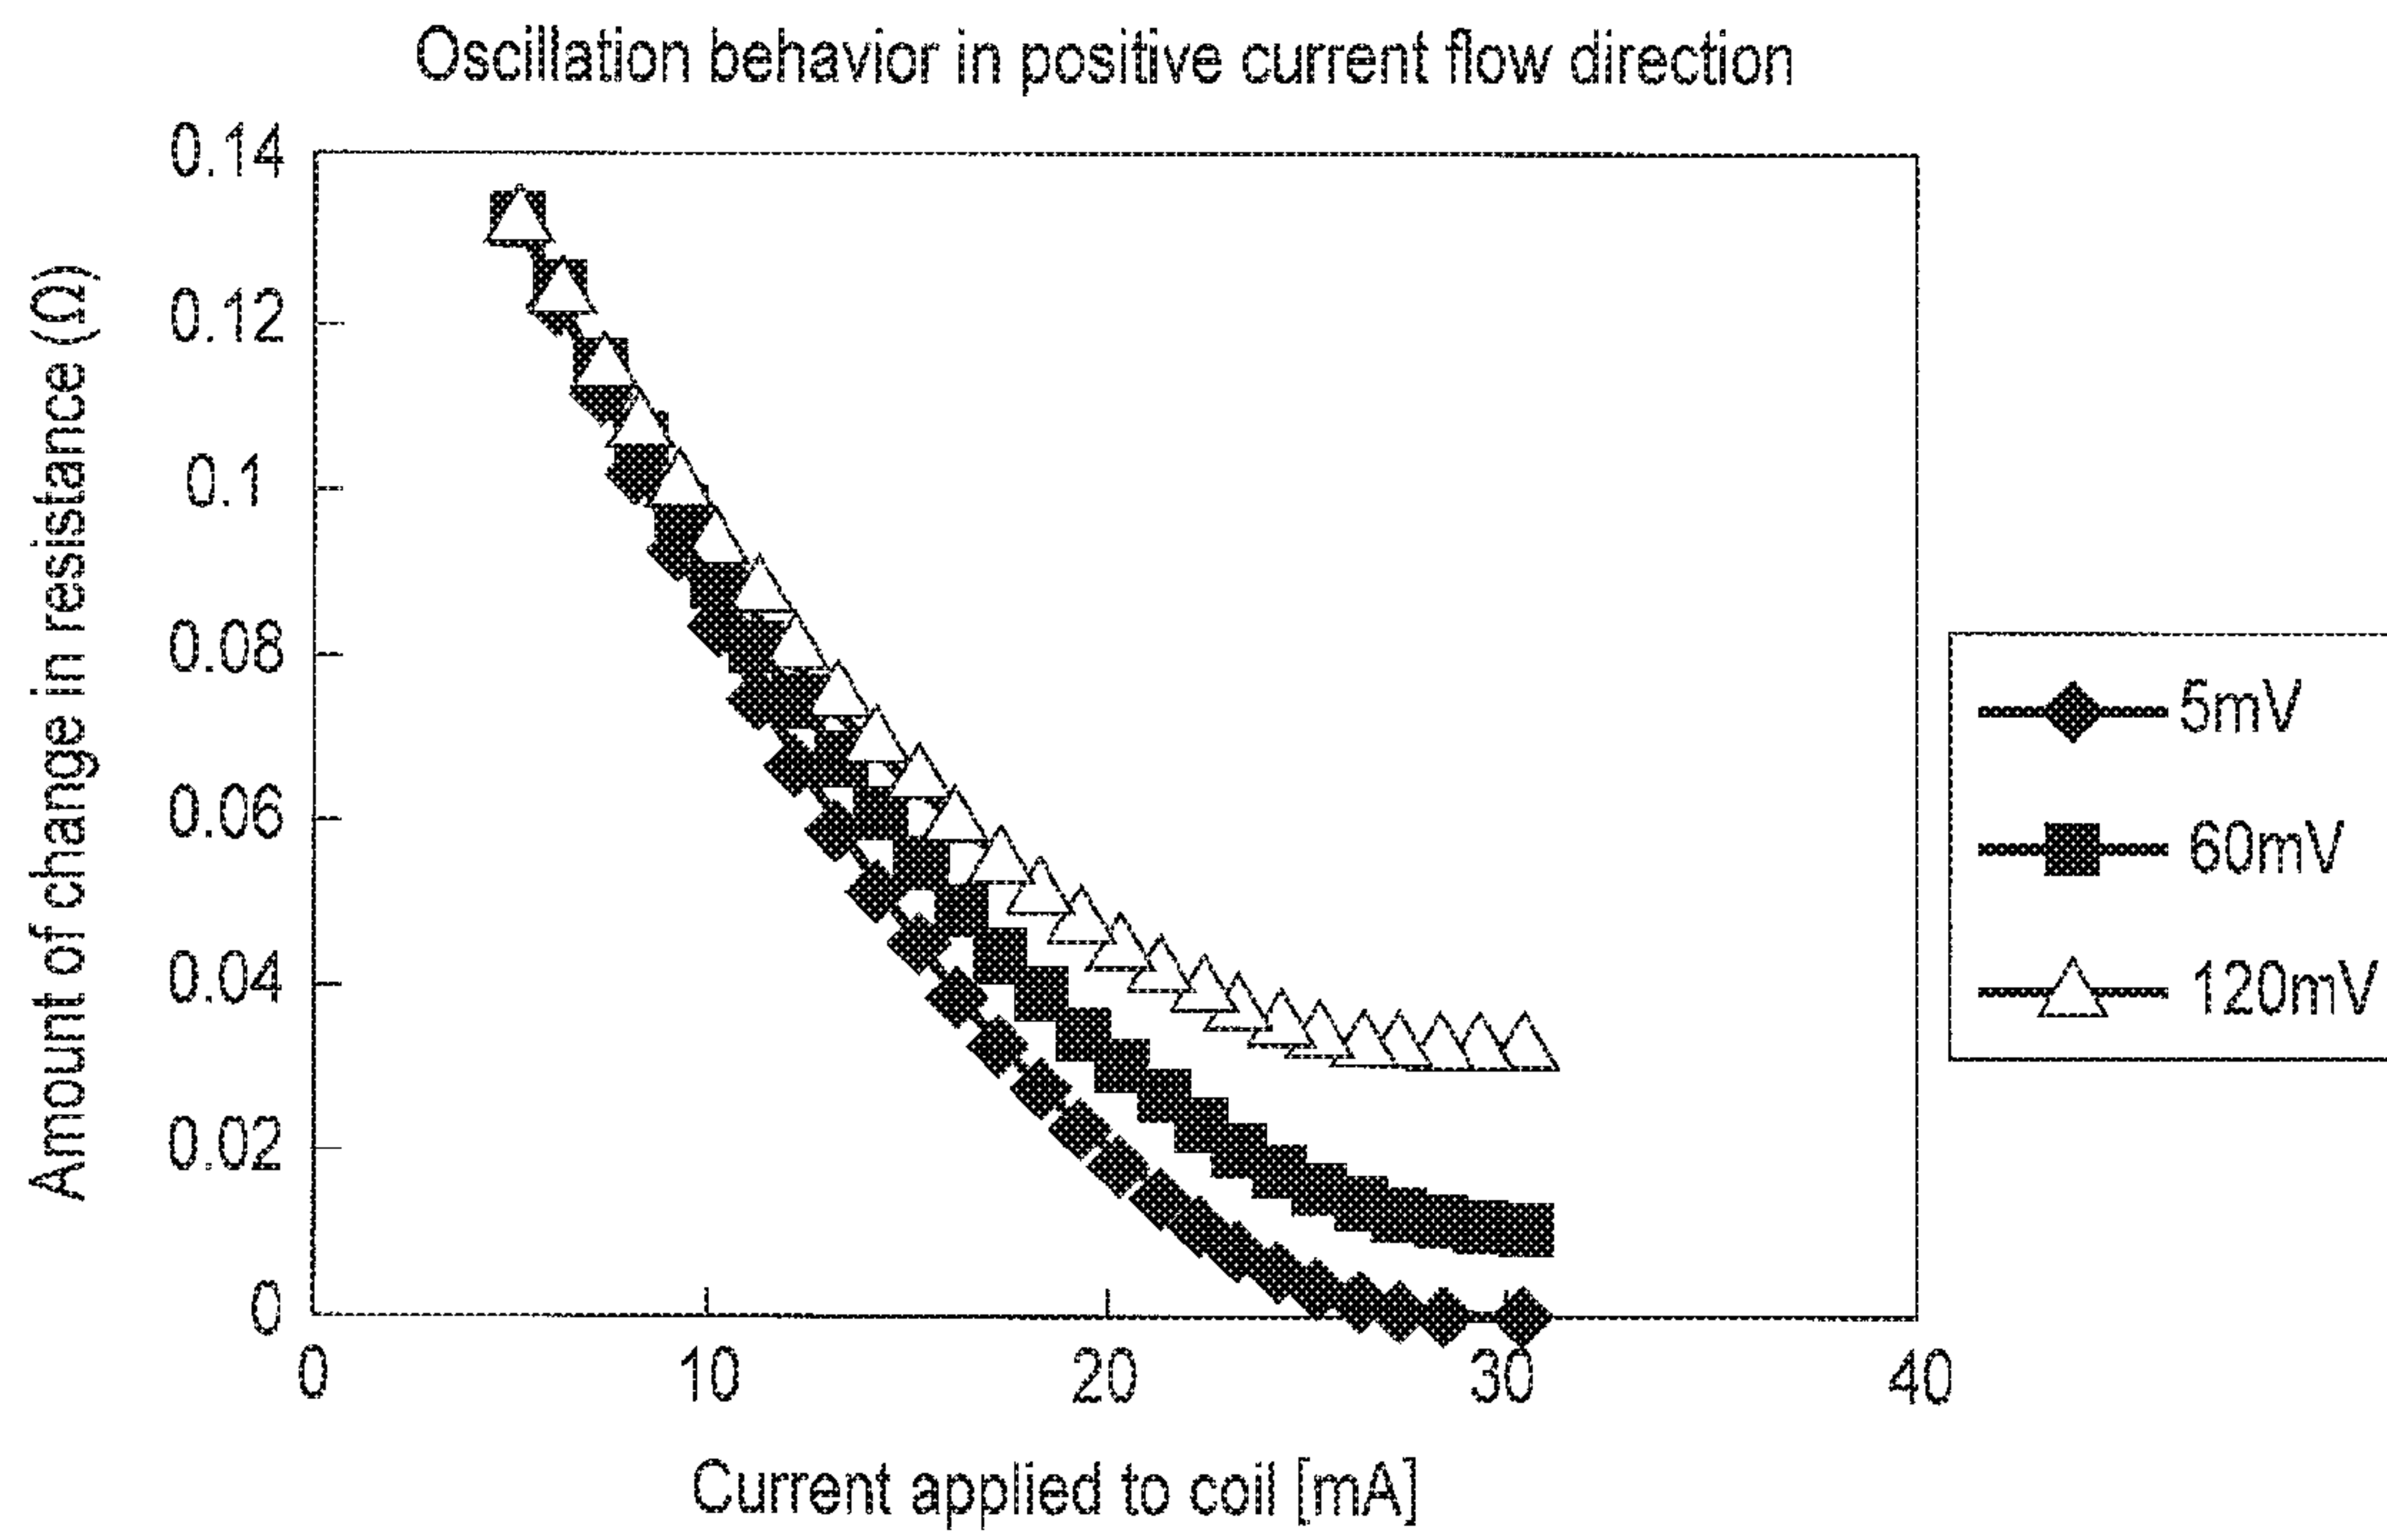 Oscillation behavior in positive current flow direction
Amount of change in resistance (Ω)
0.14
0.12
0.1
0.08
0.06
0.04
0.02
0
0
10
20
30
40
Current applied to coil [mA]
5mV
60mV
120mV